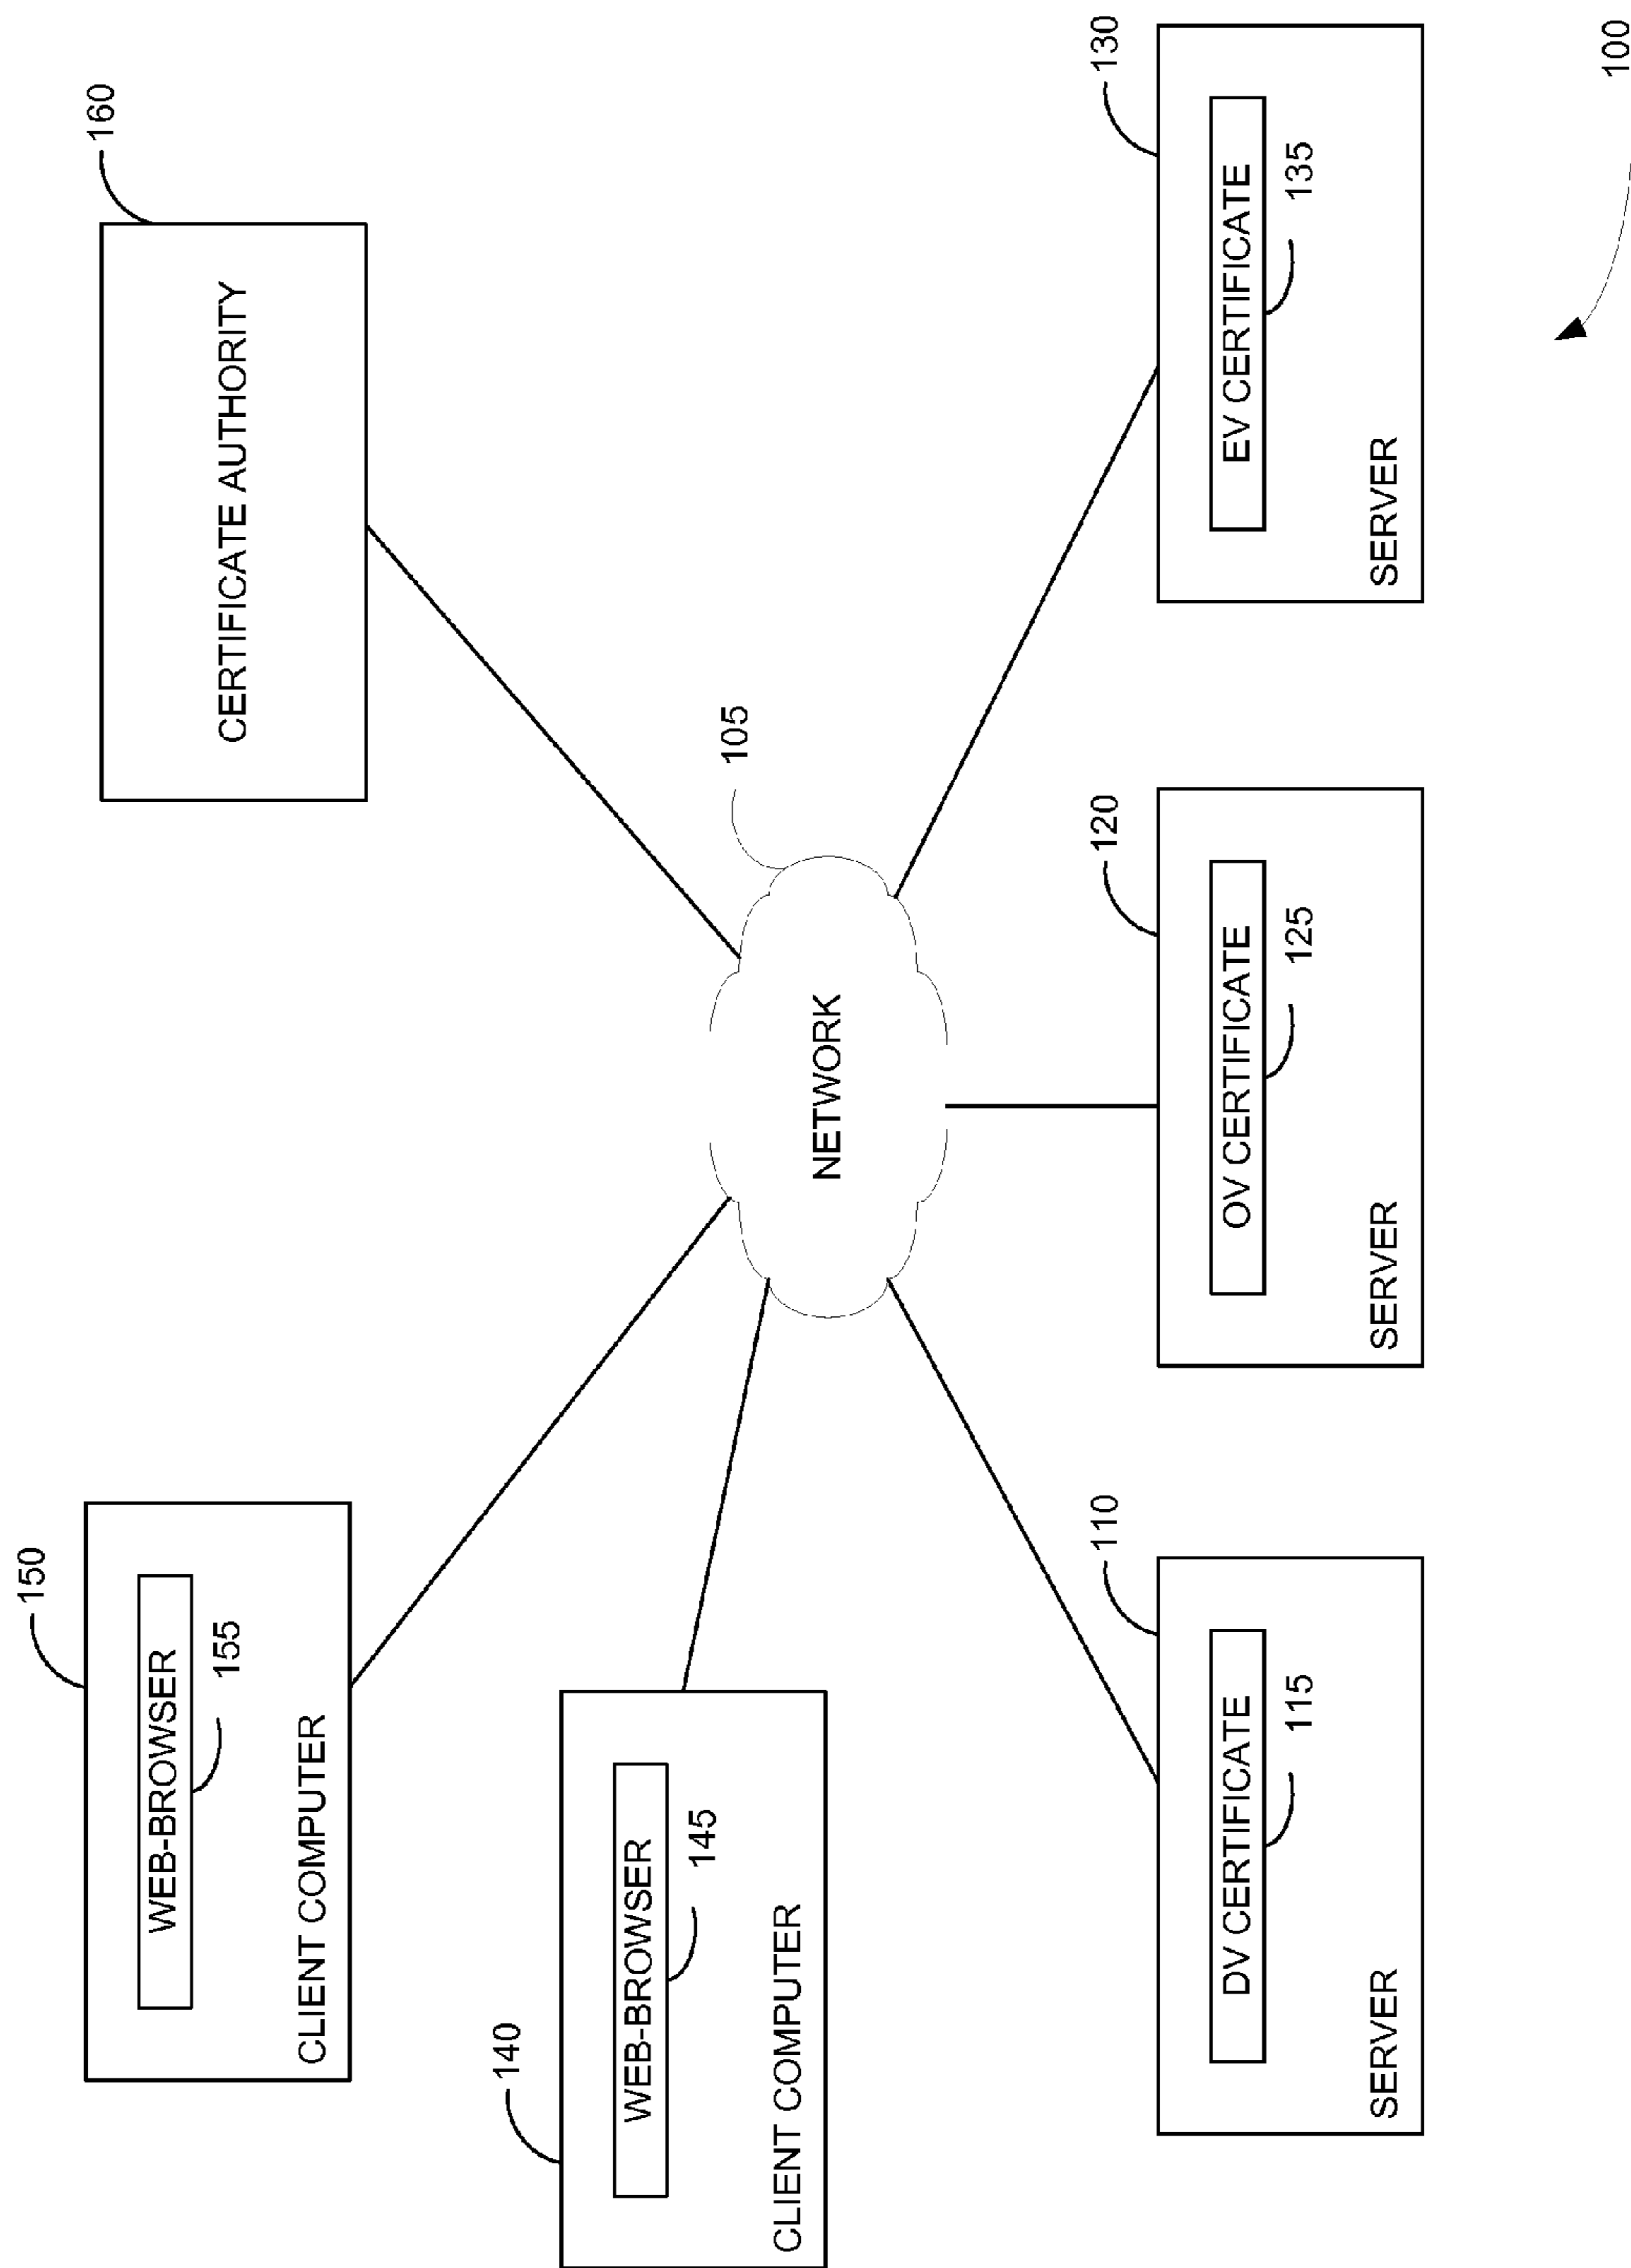 150
WEB-BROWSER
155
CLIENT COMPUTER
160
CERTIFICATE AUTHORITY
140
WEB-BROWSER
145
CLIENT COMPUTER
105
NETWORK
110
DV CERTIFICATE
115
SERVER
120
OV CERTIFICATE
125
SERVER
130
EV CERTIFICATE
135
SERVER
100